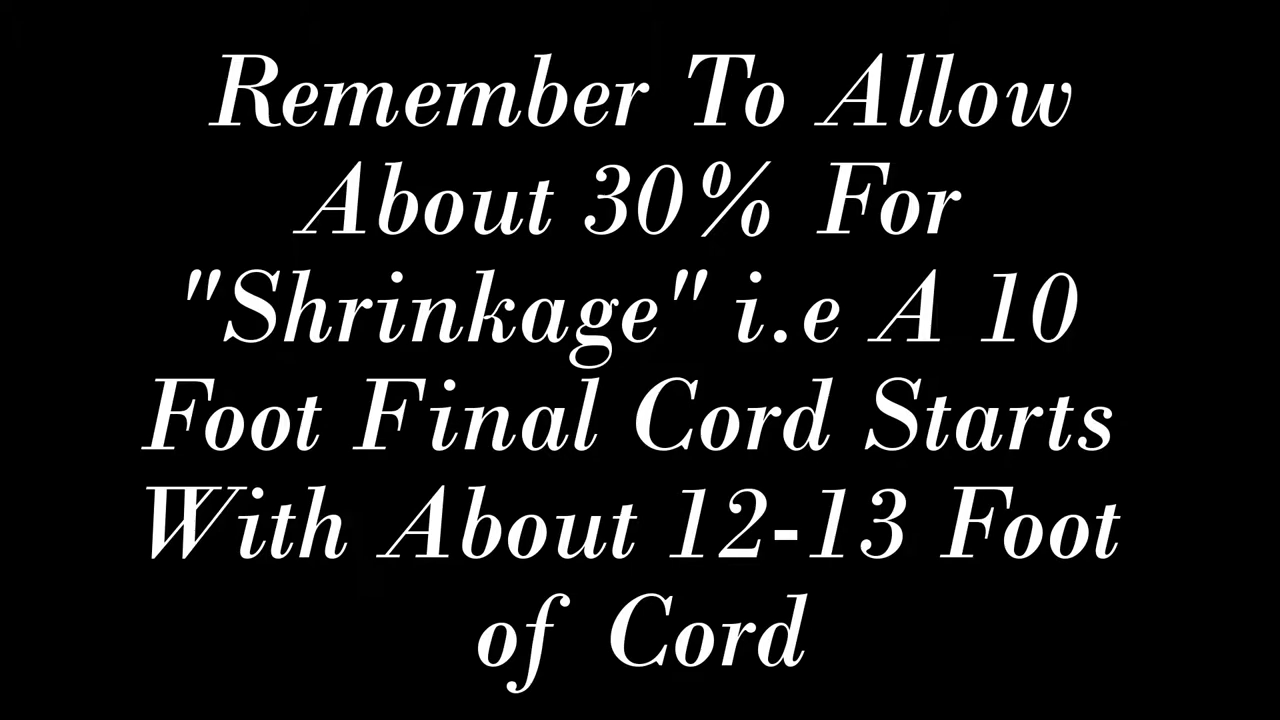 Remember To Allow
About 30% For
"Shrinkage" i.e A 10
Foot Final Cord Starts
With About 12-13 Foot
of Cord